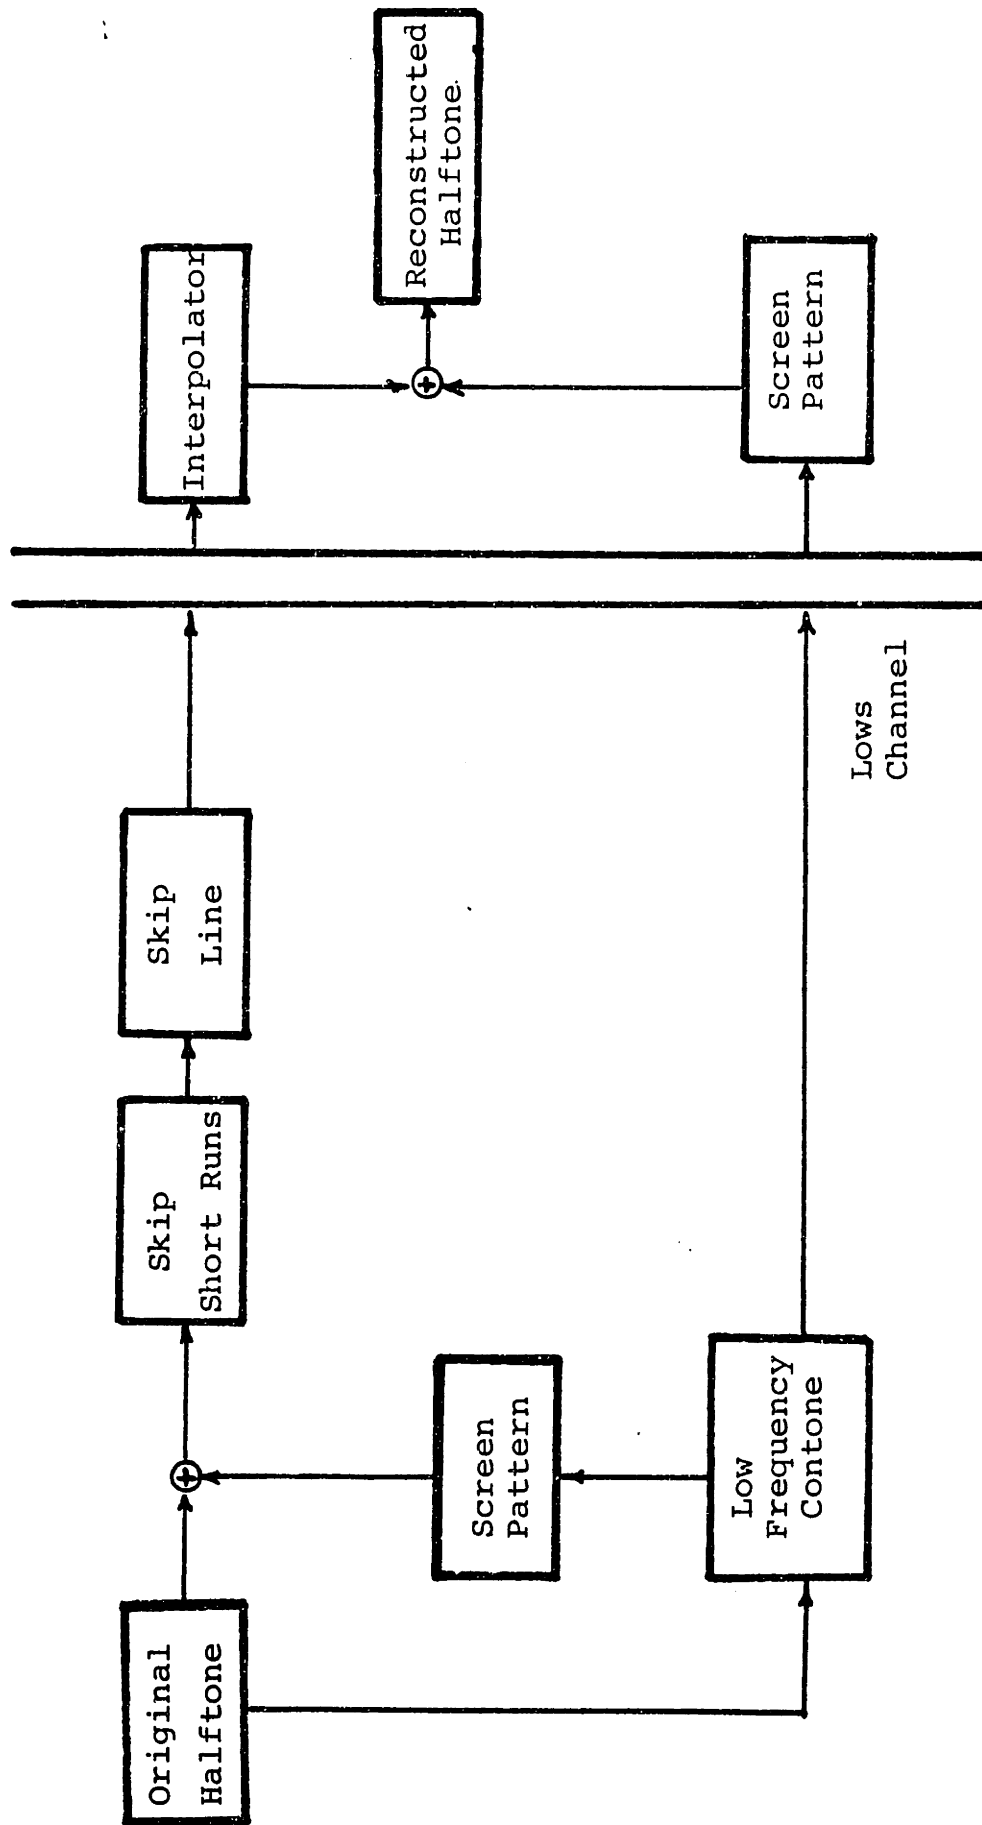 Original
Halftone
Skip
Short Runs
Skip
Line
Interpolator
Screen
Pattern
Reconstructed
Halftone
Low
Frequency
Contone
Lows
Channel
Screen
Pattern